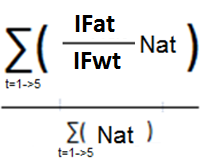 ∑( IFat / IFwt Nat )
t=1->5
∑( Nat )
t=1->5